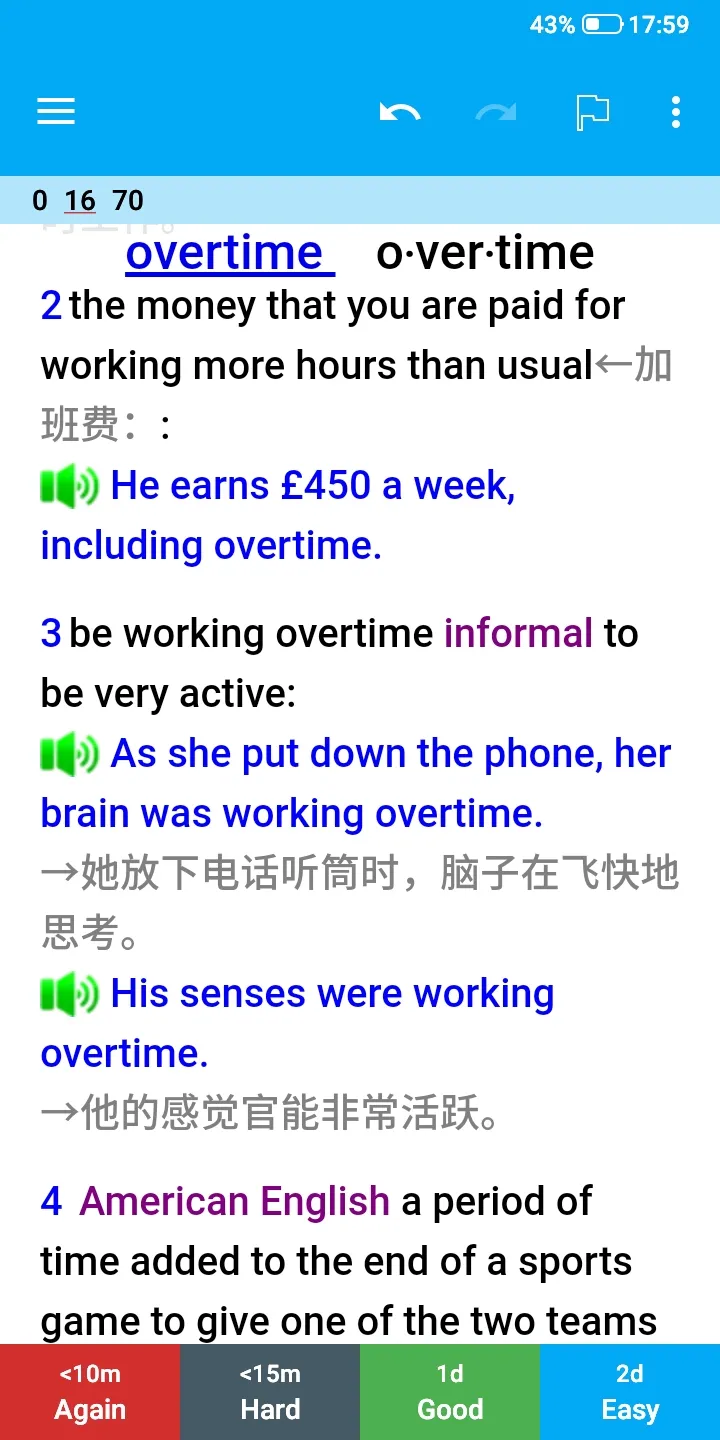 43% 17:59
0 16 70
overtime o·ver·time
2 the money that you are paid for
working more hours than usual←加
班费：:
He earns £450 a week,
including overtime.
3 be working overtime informal to
be very active:
As she put down the phone, her
brain was working overtime.
→她放下电话听筒时，脑子在飞快地
思考。
His senses were working
overtime.
→他的感觉官能非常活跃。
4 American English a period of
time added to the end of a sports
game to give one of the two teams
<10m <15m 1d 2d
Again Hard Good Easy